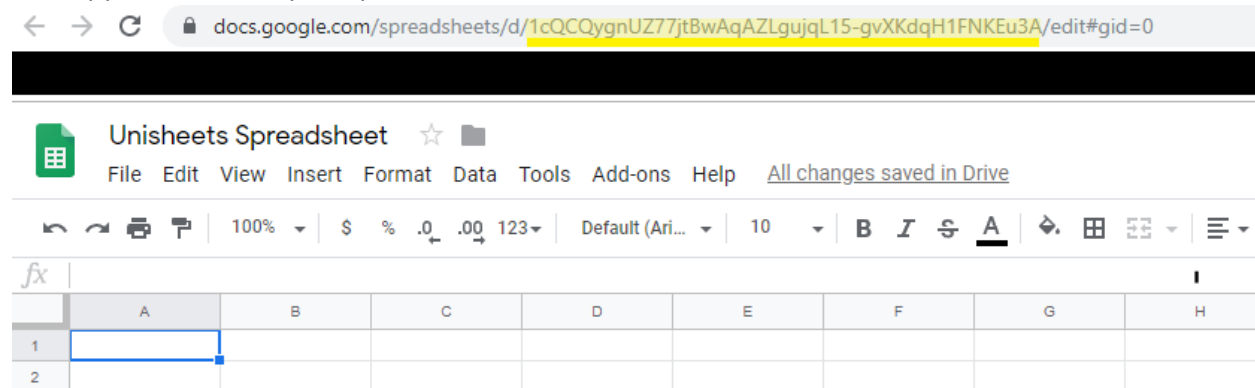 docs.google.com/spreadsheets/d/1cQCQygnUZ77jtBwAqAZLgujqL15-gvXKdqH1FNKEu3A/edit#gid=0
Unisheets Spreadsheet
File Edit View Insert Format Data Tools Add-ons Help All changes saved in Drive
100% $ % .0 .00 123 Default (Ari... 10 B I S A
fx
A B C D E F G H
1
2